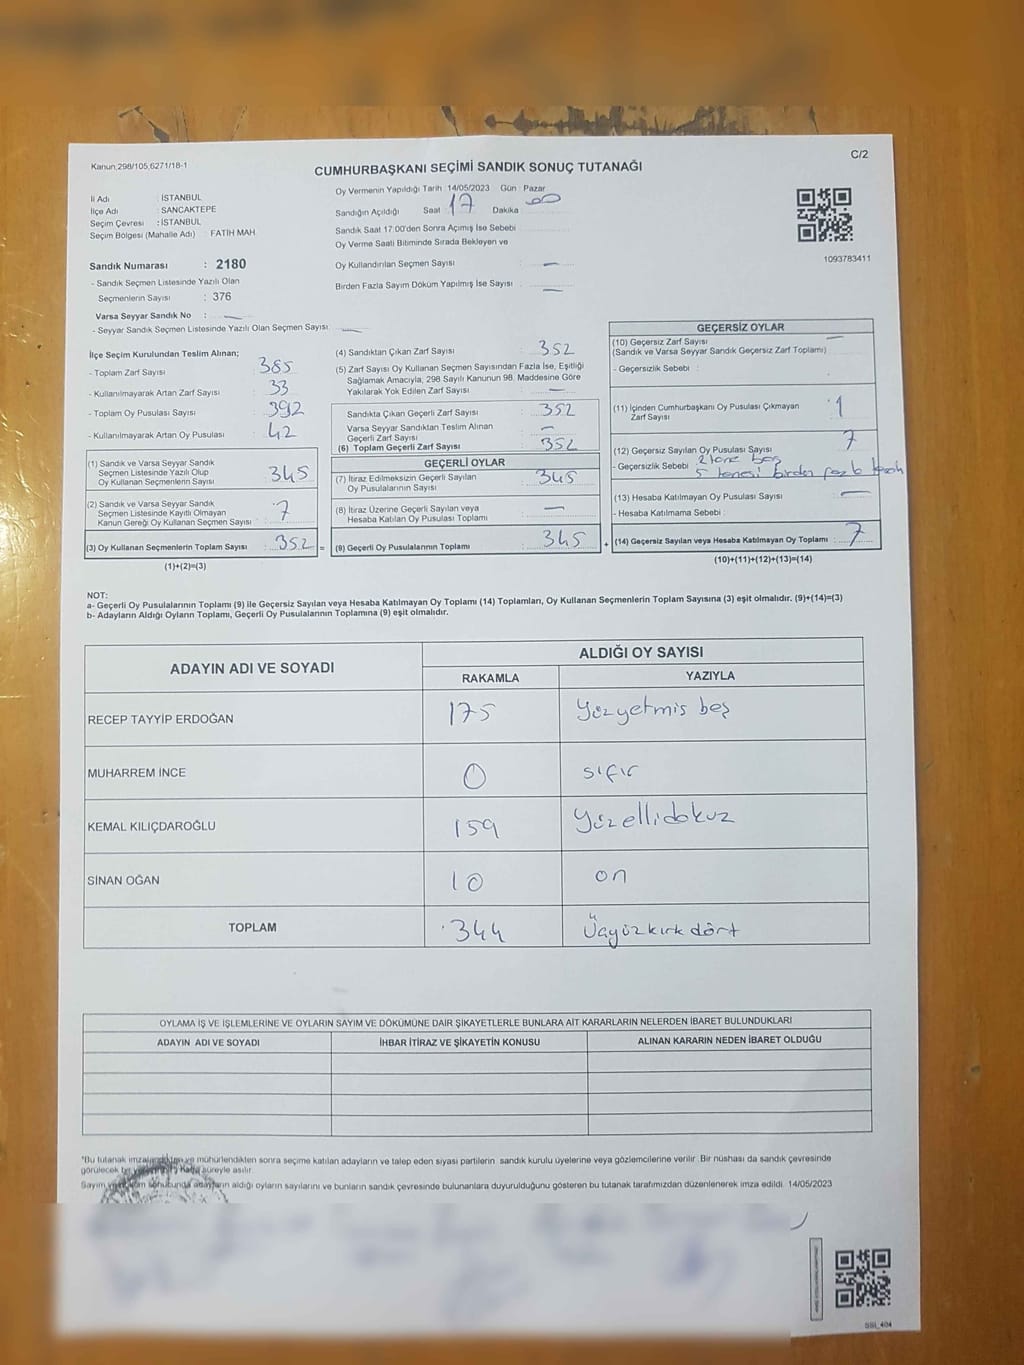 Kanun;298/105,6271/18-1
C/2
CUMHURBAŞKANI SEÇİMİ SANDIK SONUÇ TUTANAĞI
İl Adı : İSTANBUL
İlçe Adı : SANCAKTEPE
Seçim Çevresi : İSTANBUL
Seçim Bölgesi (Mahalle Adı) FATİH MAH
Sandık Numarası : 2180
- Sandık Seçmen Listesinde Yazılı Olan
Seçmenlerin Sayısı : 376
Varsa Seyyar Sandık No : —
- Seyyar Sandık Seçmen Listesinde Yazılı Olan Seçmen Sayısı: —
Oy Vermenin Yapıldığı Tarih : 14/05/2023 Gün : Pazar
Sandığın Açıldığı Saat 17 Dakika 00
Sandık Saat 17:00'den Sonra Açımış İse Sebebi
Oy Verme Saati Bitiminde Sırada Bekleyen ve
Oy Kullandırılan Seçmen Sayısı : —
Birden Fazla Sayım Döküm Yapılmış İse Sayısı : —
1093783411
İlçe Seçim Kurulundan Teslim Alınan;
- Toplam Zarf Sayısı : 385
- Kullanılmayarak Artan Zarf Sayısı : 33
- Toplam Oy Pusulası Sayısı : 392
- Kullanılmayarak Artan Oy Pusulası : 42
(1) Sandık ve Varsa Seyyar Sandık
Seçmen Listesinde Yazılı Olup
Oy Kullanan Seçmenlerin Sayısı : 345
(2) Sandık ve Varsa Seyyar Sandık
Seçmen Listesinde Kayıtlı Olmayan
Kanun Gereği Oy Kullanan Seçmen Sayısı : 7
(3) Oy Kullanan Seçmenlerin Toplam Sayısı : 352 =
(1)+(2)=(3)
(4) Sandıktan Çıkan Zarf Sayısı : 352
(5) Zarf Sayısı Oy Kullanan Seçmen Sayısından Fazla İse, Eşitliği
Sağlamak Amacıyla, 298 Sayılı Kanunun 98. Maddesine Göre
Yakılarak Yok Edilen Zarf Sayısı : —
Sandıkta Çıkan Geçerli Zarf Sayısı : 352
Varsa Seyyar Sandıktan Teslim Alınan
Geçerli Zarf Sayısı : —
(6) Toplam Geçerli Zarf Sayısı : 352
GEÇERLİ OYLAR
(7) İtiraz Edilmeksizin Geçerli Sayılan
Oy Pusulalarının Sayısı : 345
(8) İtiraz Üzerine Geçerli Sayılan veya
Hesaba Katılan Oy Pusulası Toplamı : —
(9) Geçerli Oy Pusulalarının Toplamı : 345 +
GEÇERSİZ OYLAR
(10) Geçersiz Zarf Sayısı —
(Sandık ve Varsa Seyyar Sandık Geçersiz Zarf Toplamı)
- Geçersizlik Sebebi :
(11) İçinden Cumhurbaşkanı Oy Pusulası Çıkmayan
Zarf Sayısı : 1
(12) Geçersiz Sayılan Oy Pusulası Sayısı : 7
- Geçersizlik Sebebi : 2 tane boş
5 tanesi birden
(13) Hesaba Katılmayan Oy Pusulası Sayısı : —
- Hesaba Katılmama Sebebi :
(14) Geçersiz Sayılan veya Hesaba Katılmayan Oy Toplamı : 7
(10)+(11)+(12)+(13)=(14)
NOT:
a- Geçerli Oy Pusulalarının Toplamı (9) ile Geçersiz Sayılan veya Hesaba Katılmayan Oy Toplamı (14) Toplamları, Oy Kullanan Seçmenlerin Toplam Sayısına (3) eşit olmalıdır. (9)+(14)=(3)
b- Adayların Aldığı Oyların Toplamı, Geçerli Oy Pusulalarının Toplamına (9) eşit olmalıdır.
ADAYIN ADI VE SOYADI
ALDIĞI OY SAYISI
RAKAMLA YAZIYLA
RECEP TAYYİP ERDOĞAN 175 Yüzyetmis beş
MUHARREM İNCE 0 sıfır
KEMAL KILIÇDAROĞLU 159 Yüzellidokuz
SİNAN OĞAN 10 on
TOPLAM 344 Üçyüzkırk dört
OYLAMA İŞ VE İŞLEMLERİNE VE OYLARIN SAYIM VE DÖKÜMÜNE DAİR ŞİKAYETLERLE BUNLARA AİT KARARLARIN NELERDEN İBARET BULUNDUKLARI
ADAYIN ADI VE SOYADI İHBAR İTİRAZ VE ŞİKAYETİN KONUSU ALINAN KARARIN NEDEN İBARET OLDUĞU
*Bu tutanak imzalandıktan ve mühürlendikten sonra seçime katılan adayların ve talep eden siyasi partilerin sandık kurulu üyelerine veya gözlemcilerine verilir. Bir nüshası da sandık çevresinde
görülecek bir süreyle asılır.
Sayım ve sonucunda adayların aldığı oyların sayılarını ve bunların sandık çevresinde bulunanlara duyurulduğunu gösteren bu tutanak tarafımızdan düzenlenerek imza edildi. 14/05/2023
SSI_404